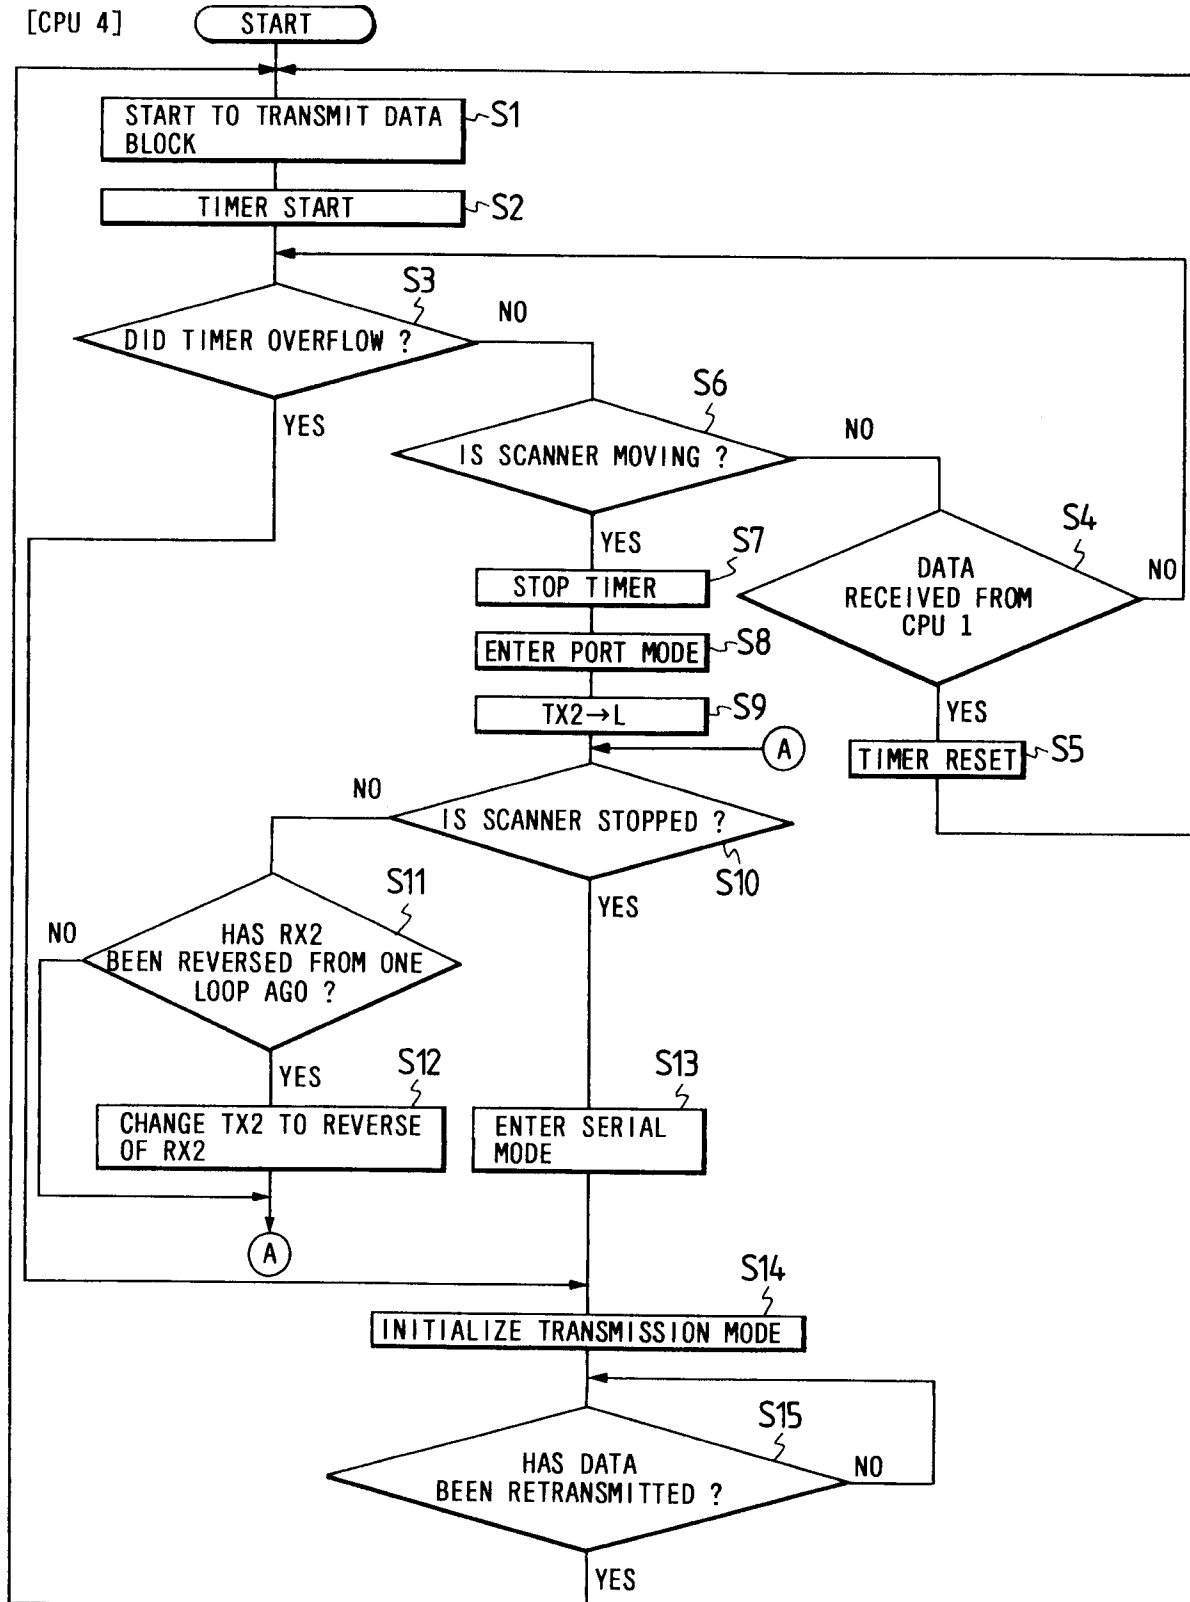 [CPU 4]
START
START TO TRANSMIT DATA
BLOCK
S1
TIMER START
S2
S3
DID TIMER OVERFLOW ?
NO
YES
S6
IS SCANNER MOVING ?
NO
YES
S4
DATA
RECEIVED FROM
CPU 1
NO
YES
S7
STOP TIMER
S8
ENTER PORT MODE
S9
TX2→L
A
S5
TIMER RESET
IS SCANNER STOPPED ?
S10
NO
YES
S11
HAS RX2
BEEN REVERSED FROM ONE
LOOP AGO ?
NO
YES
S12
CHANGE TX2 TO REVERSE
OF RX2
A
S13
ENTER SERIAL
MODE
S14
INITIALIZE TRANSMISSION MODE
S15
HAS DATA
BEEN RETRANSMITTED ?
NO
YES